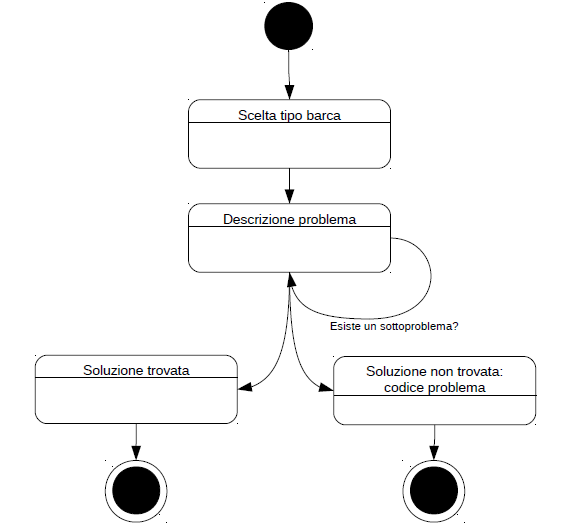 Scelta tipo barca
Descrizione problema
Esiste un sottoproblema?
Soluzione trovata
Soluzione non trovata:
codice problema